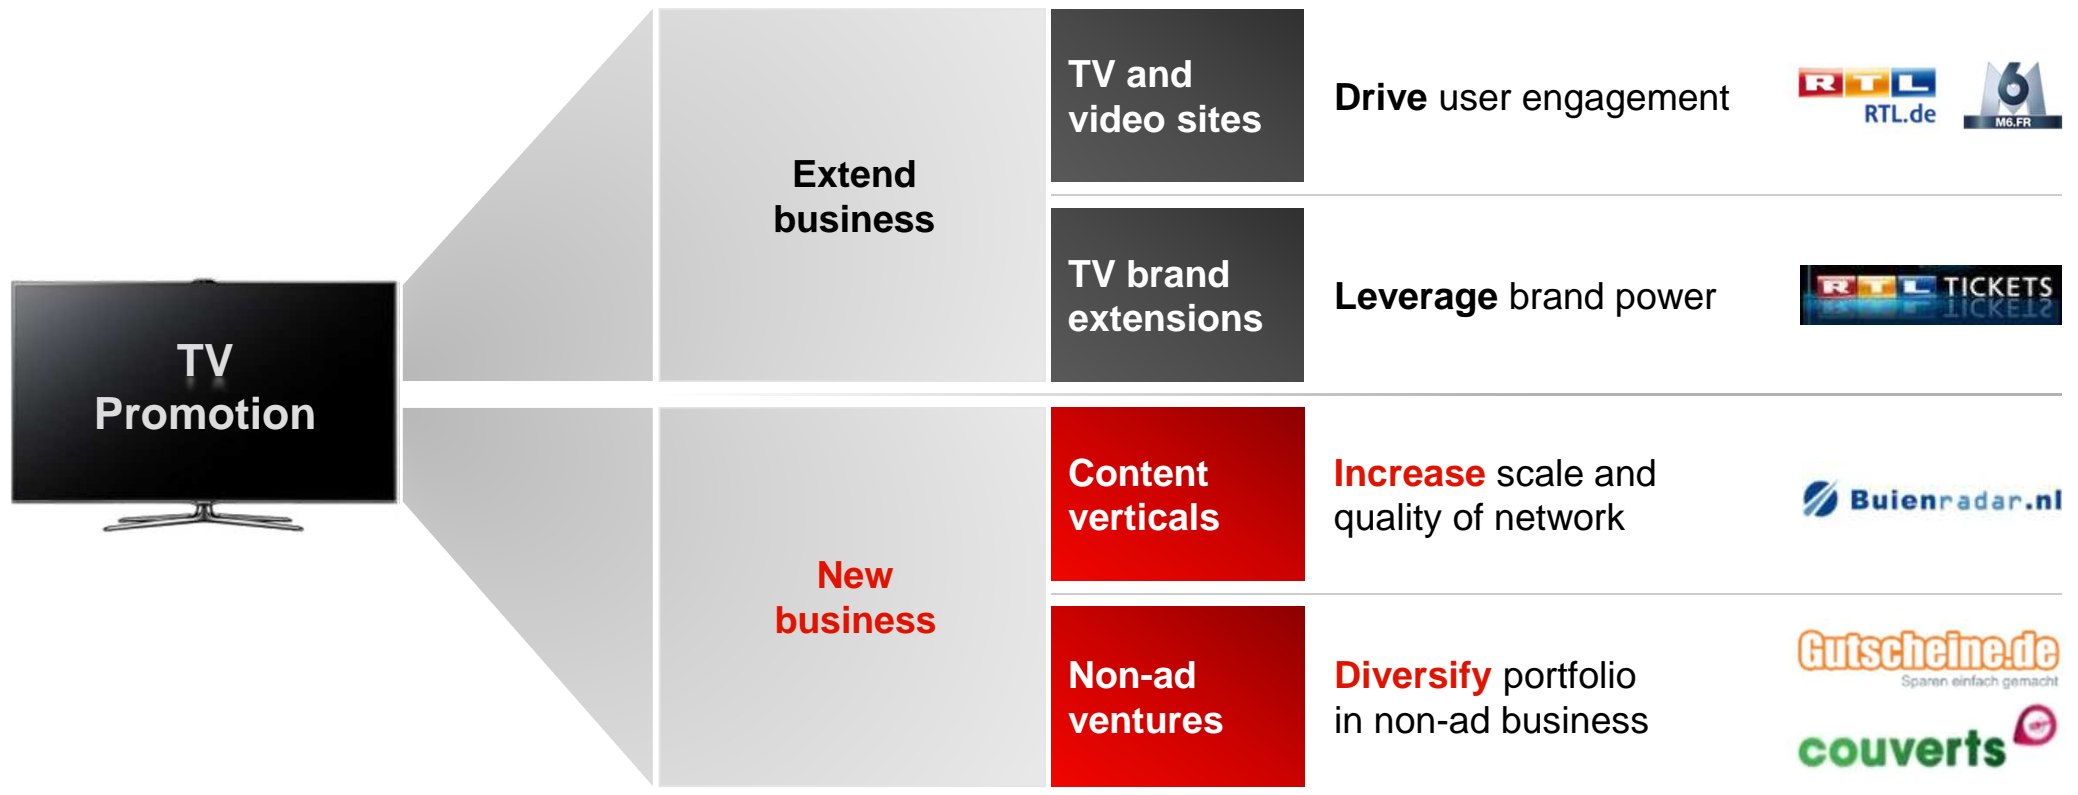 TV
Promotion
Extend
business
TV and
video sites
Drive user engagement
RTL
RTL.de
6
M6.FR
TV brand
extensions
Leverage brand power
RTL TICKETS
New
business
Content
verticals
Increase scale and
quality of network
Buienradar.nl
Non-ad
ventures
Diversify portfolio
in non-ad business
Gutscheine.de
Sparen einfach gemacht
couverts